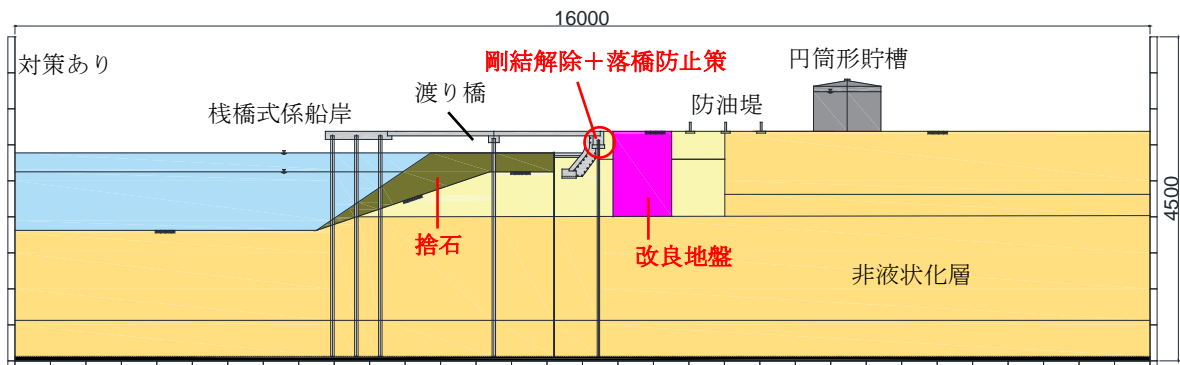 16000
対策あり
剛結解除＋落橋防止策
円筒形貯槽
渡り橋
防油堤
桟橋式係船岸
4500
捨石
改良地盤
非液状化層